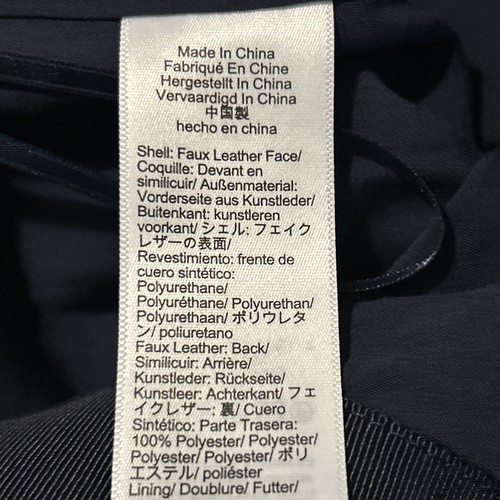 Made In China
Fabriqué En Chine
Hergestellt In China
Vervaardigd In China
中国製
hecho en china
Shell: Faux Leather Face/
Coquille: Devant en
similicuir/ Außenmaterial:
Vorderseite aus Kunstleder/
Buitenkant: kunstleren
voorkant/ シェル: フェイク
レザーの表面/
Revestimiento: frente de
cuero sintético:
Polyurethane/
Polyuréthane/ Polyurethan/
Polyurethaan/ ポリウレタ
ン/ poliuretano
Faux Leather: Back/
Similicuir: Arrière/
Kunstleder: Rückseite/
Kunstleer: Achterkant/ フェ
イクレザー: 裏/ Cuero
Sintético: Parte Trasera:
100% Polyester/ Polyester/
Polyester/ Polyester/ ポリ
エステル/ poliéster
Lining/ Doublure/ Futter/